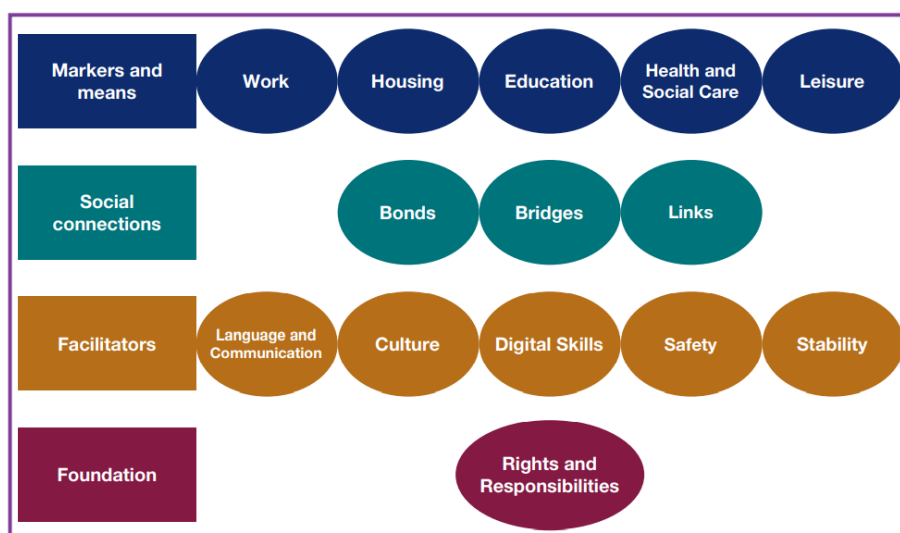 Markers and
means
Work
Housing
Education
Health and
Social Care
Leisure
Social
connections
Bonds
Bridges
Links
Facilitators
Language and
Communication
Culture
Digital Skills
Safety
Stability
Foundation
Rights and
Responsibilities